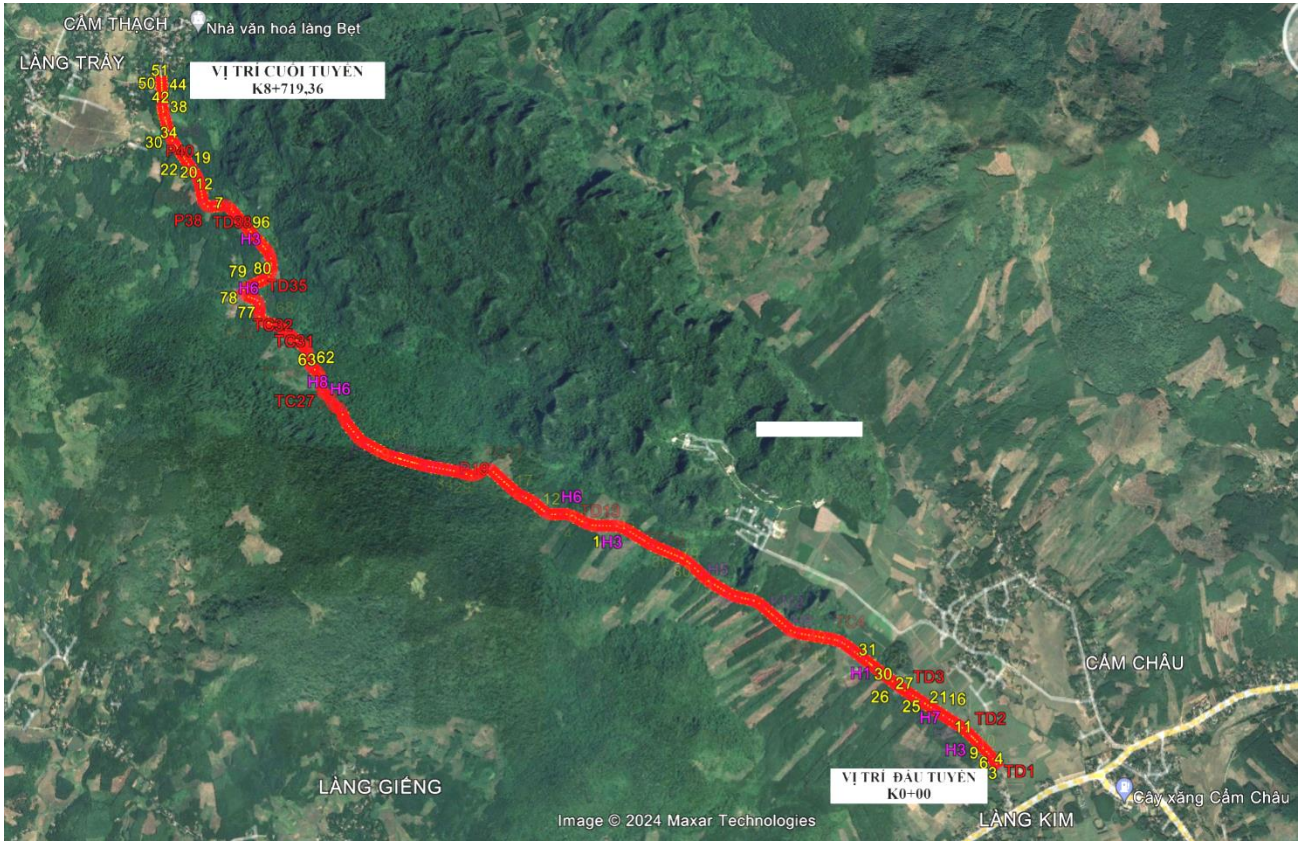 CẨM THẠCH
Nhà văn hoá làng Bẹt
LÀNG TRẢY
VỊ TRÍ CUỐI TUYẾN
K8+719,36
51
50
44
42
38
34
30
19
22
20
12
7
P38
96
H3
79
80
H6
TD35
78
77
TC32
TC31
63
62
H8
H6
TC27
12
H6
1
H3
31
H1
30
27
TD3
26
21
16
25
H7
11
TD2
H3
9
4
6
3
TD1
CẨM CHÂU
VỊ TRÍ ĐẦU TUYẾN
K0+00
LÀNG GIẾNG
Cây xăng Cẩm Châu
LÀNG KIM
Image © 2024 Maxar Technologies